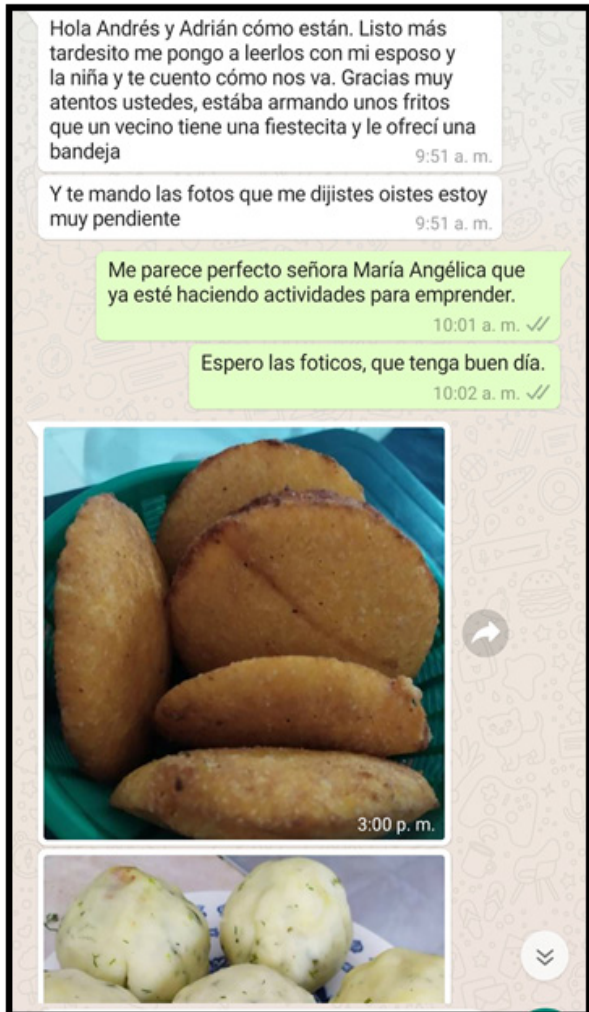 Hola Andrés y Adrián cómo están. Listo más
tardesito me pongo a leerlos con mi esposo y
la niña y te cuento cómo nos va. Gracias muy
atentos ustedes, estába armando unos fritos
que un vecino tiene una fiestecita y le ofrecí una
bandeja
9:51 a. m.
Y te mando las fotos que me dijistes oistes estoy
muy pendiente
9:51 a. m.
Me parece perfecto señora María Angélica que
ya esté haciendo actividades para emprender.
10:01 a. m.
Espero las foticos, que tenga buen día.
10:02 a. m.
3:00 p. m.